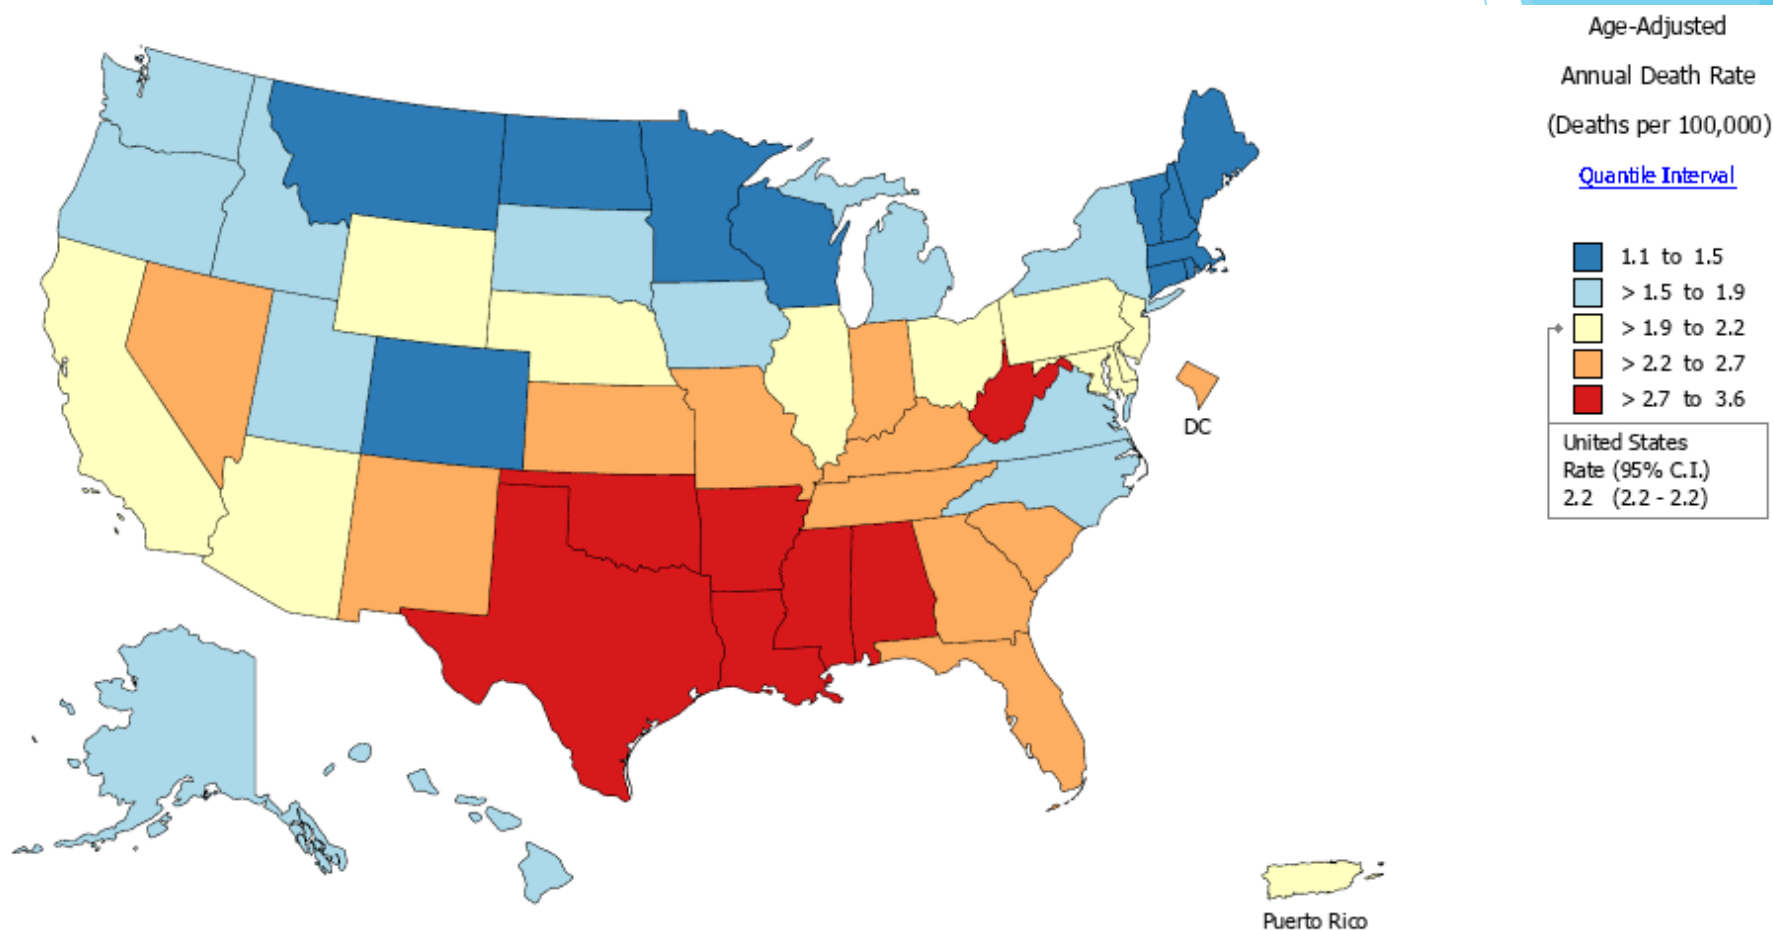 Age-Adjusted
Annual Death Rate
(Deaths per 100,000)
Quantile Interval
1.1 to 1.5
> 1.5 to 1.9
> 1.9 to 2.2
> 2.2 to 2.7
> 2.7 to 3.6
United States
Rate (95% C.I.)
2.2 (2.2 - 2.2)
DC
Puerto Rico